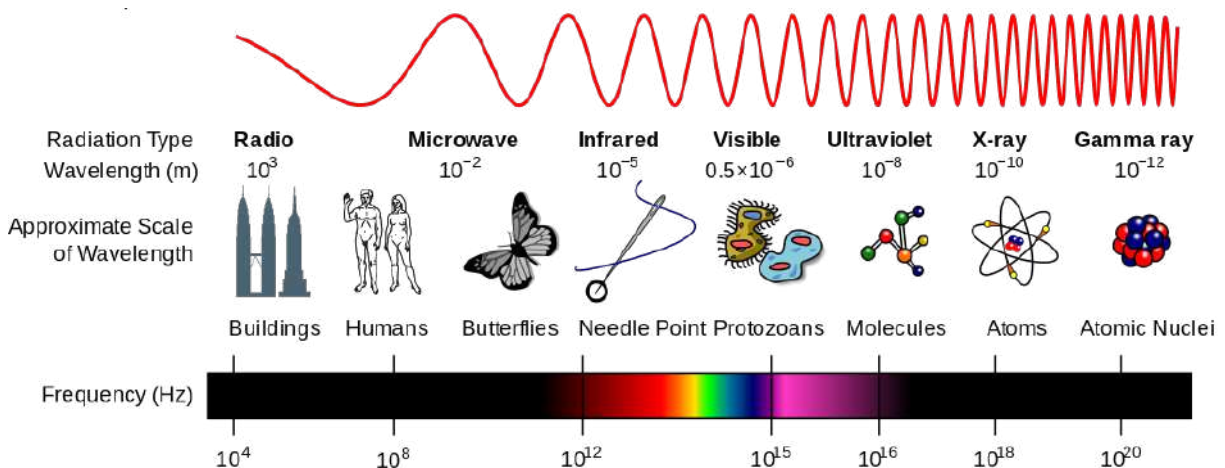 Radiation Type Radio Microwave Infrared Visible Ultraviolet X-ray Gamma ray
Wavelength (m) 10³ 10⁻² 10⁻⁵ 0.5×10⁻⁶ 10⁻⁸ 10⁻¹⁰ 10⁻¹²
Approximate Scale
of Wavelength
Buildings Humans Butterflies Needle Point Protozoans Molecules Atoms Atomic Nuclei
Frequency (Hz)
10⁴ 10⁸ 10¹² 10¹⁵ 10¹⁶ 10¹⁸ 10²⁰